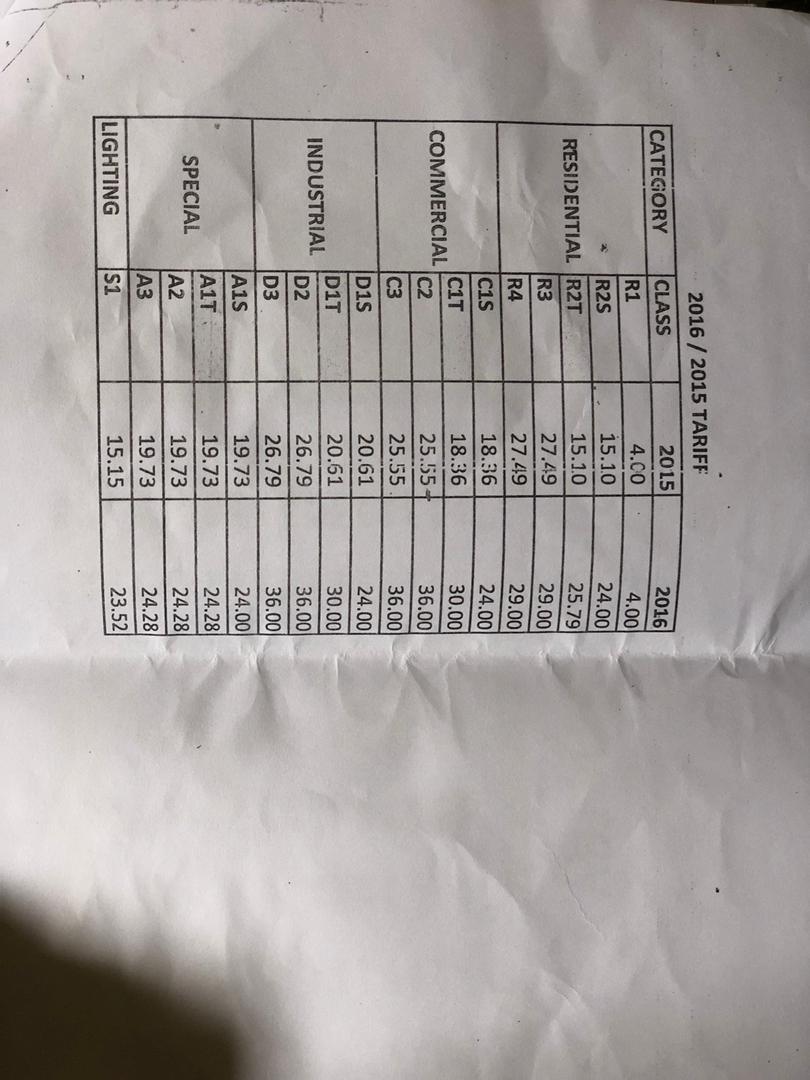 2016 / 2015 TARIFF
CATEGORY CLASS 2015 2016
RESIDENTIAL R1 4.00 4.00
R2S 15.10 24.00
R2T 15.10 25.79
R3 27.49 29.00
R4 27.49 29.00
COMMERCIAL C1S 18.36 24.00
C1T 18.36 30.00
C2 25.55 36.00
C3 25.55 36.00
INDUSTRIAL D1S 20.61 24.00
D1T 20.61 30.00
D2 26.79 36.00
D3 26.79 36.00
SPECIAL A1S 19.73 24.00
A1T 19.73 24.28
A2 19.73 24.28
A3 19.73 24.28
LIGHTING S1 15.15 23.52